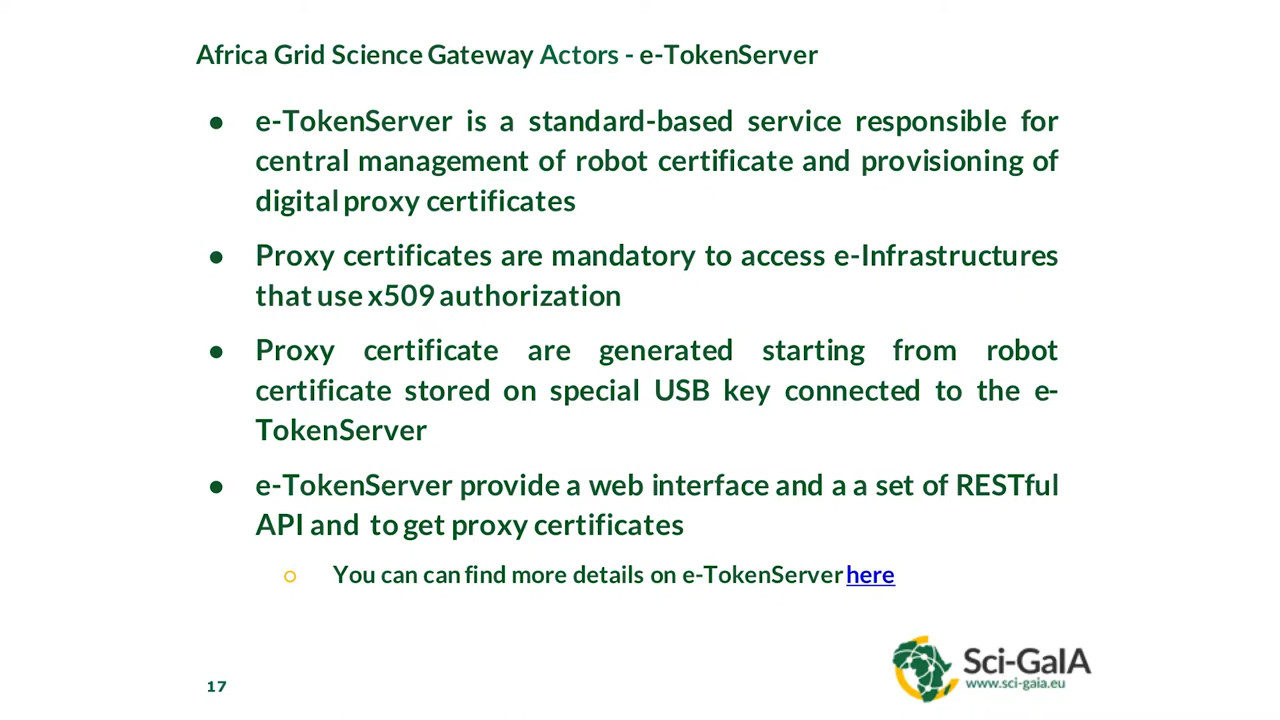 Africa Grid Science Gateway Actors - e-TokenServer
● e-TokenServer is a standard-based service responsible for
central management of robot certificate and provisioning of
digital proxy certificates
● Proxy certificates are mandatory to access e-Infrastructures
that use x509 authorization
● Proxy certificate are generated starting from robot
certificate stored on special USB key connected to the e-
TokenServer
● e-TokenServer provide a web interface and a a set of RESTful
API and to get proxy certificates
○ You can can find more details on e-TokenServer here
Sci-GaIA
www.sci-gaia.eu
17